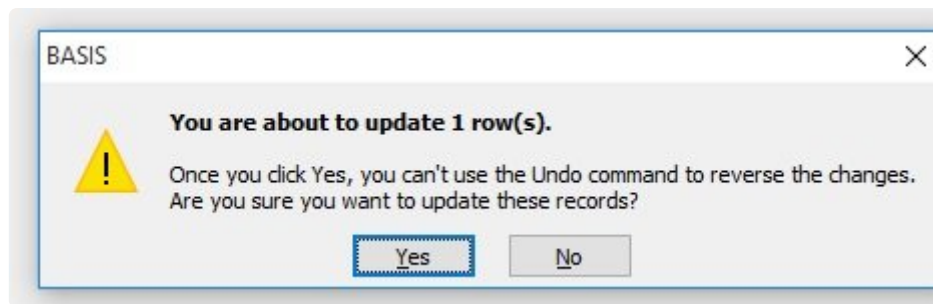 BASIS
You are about to update 1 row(s).
Once you click Yes, you can't use the Undo command to reverse the changes.
Are you sure you want to update these records?
Yes No